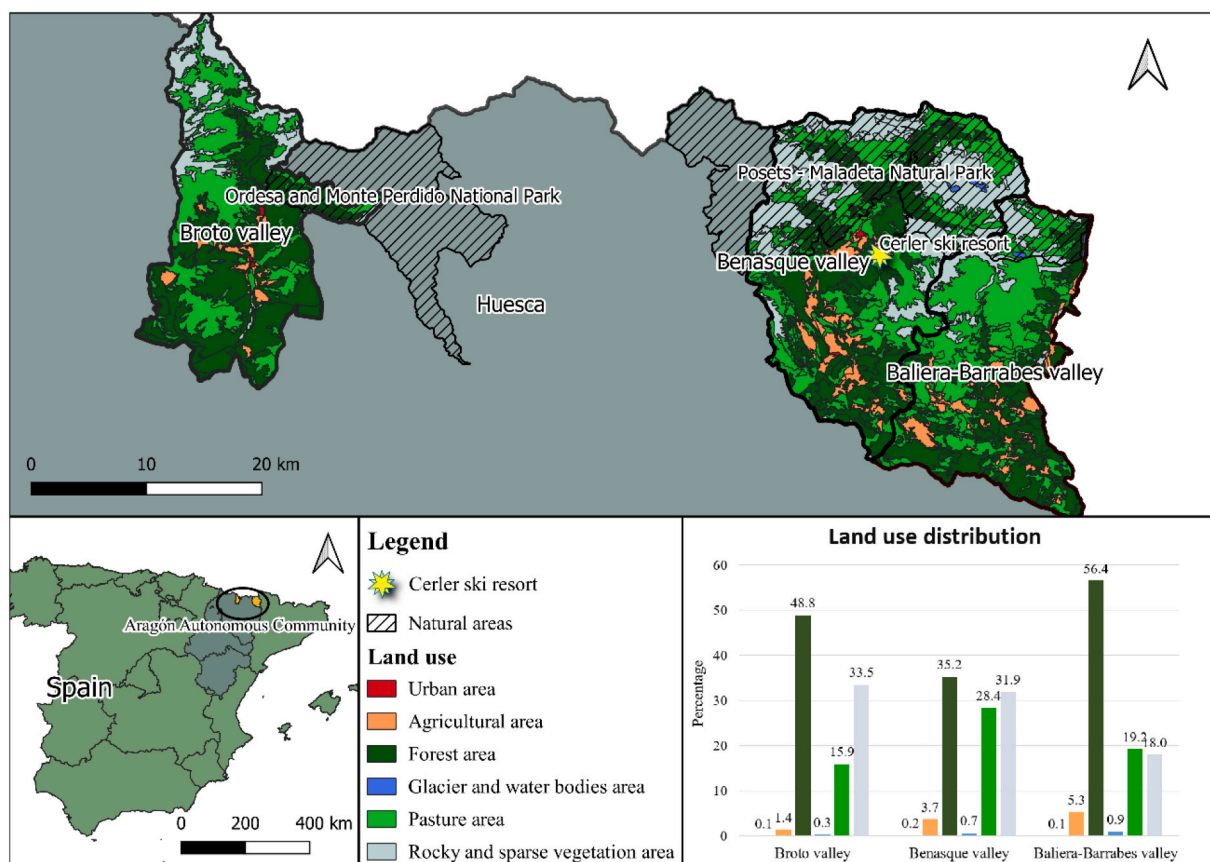 Ordesa and Monte Perdido National Park
Broto valley
Huesca
Posets - Maladeta Natural Park
Cerler ski resort
Benasque valley
Baliera-Barrabes valley
0 10 20 km
Aragón Autonomous Community
Spain
0 200 400 km
Legend
Cerler ski resort
Natural areas
Land use
Urban area
Agricultural area
Forest area
Glacier and water bodies area
Pasture area
Rocky and sparse vegetation area
Land use distribution
Percentage
60
50
40
30
20
10
0
0.1 1.4 48.8 0.3 15.9 33.5
0.2 3.7 35.2 0.7 28.4 31.9
0.1 5.3 56.4 0.9 19.2 18.0
Broto valley Benasque valley Baliera-Barrabes valley